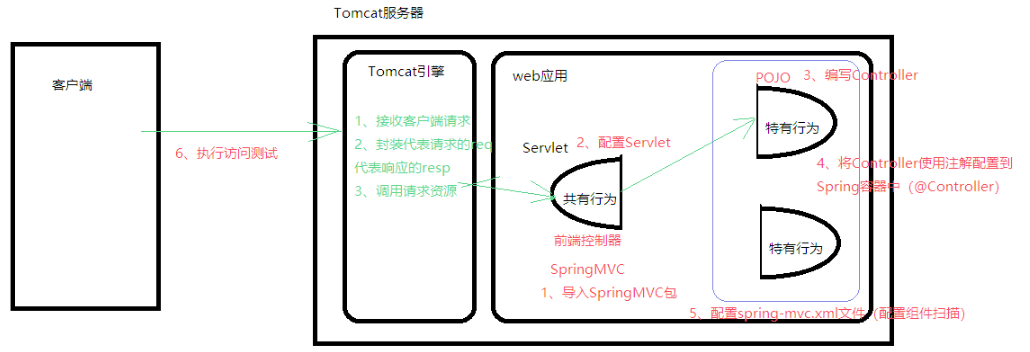 Tomcat服务器
客户端
6、执行访问测试
Tomcat引擎
1、接收客户端请求
2、封装代表请求的req
代表响应的resp
3、调用请求资源
web应用
Servlet
2、配置Servlet
共有行为
前端控制器
SpringMVC
1、导入SpringMVC包
POJO
3、编写Controller
特有行为
4、将Controller使用注解配置到
Spring容器中（@Controller）
特有行为
5、配置spring-mvc.xml文件（配置组件扫描）